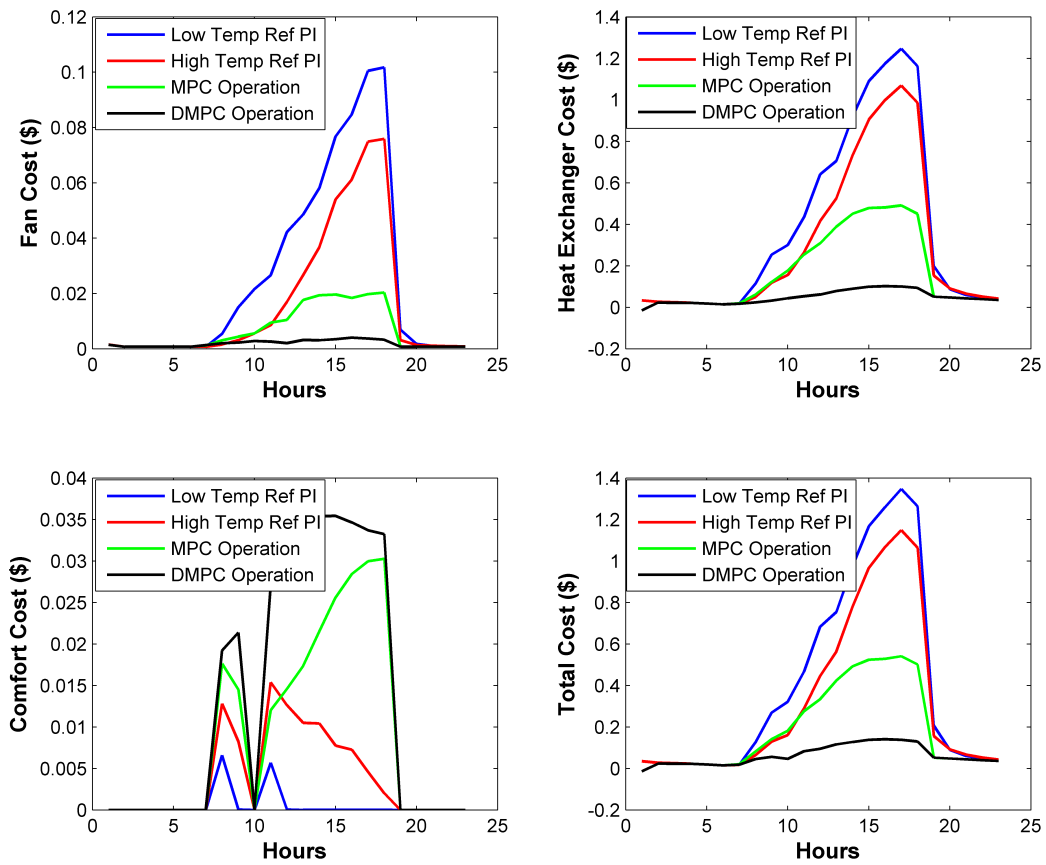 0.12
0.1
0.08
0.06
0.04
0.02
0
Fan Cost ($)
Low Temp Ref PI
High Temp Ref PI
MPC Operation
DMPC Operation
0 5 10 15 20 25
Hours
1.4
1.2
1
0.8
0.6
0.4
0.2
0
-0.2
Heat Exchanger Cost ($)
Low Temp Ref PI
High Temp Ref PI
MPC Operation
DMPC Operation
0 5 10 15 20 25
Hours
0.04
0.035
0.03
0.025
0.02
0.015
0.01
0.005
0
Comfort Cost ($)
Low Temp Ref PI
High Temp Ref PI
MPC Operation
DMPC Operation
0 5 10 15 20 25
Hours
1.4
1.2
1
0.8
0.6
0.4
0.2
0
-0.2
Total Cost ($)
Low Temp Ref PI
High Temp Ref PI
MPC Operation
DMPC Operation
0 5 10 15 20 25
Hours